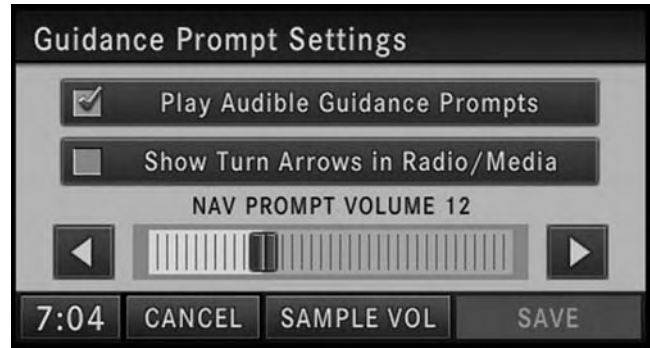 Guidance Prompt Settings
Play Audible Guidance Prompts
Show Turn Arrows in Radio/Media
NAV PROMPT VOLUME 12
7:04 CANCEL SAMPLE VOL SAVE